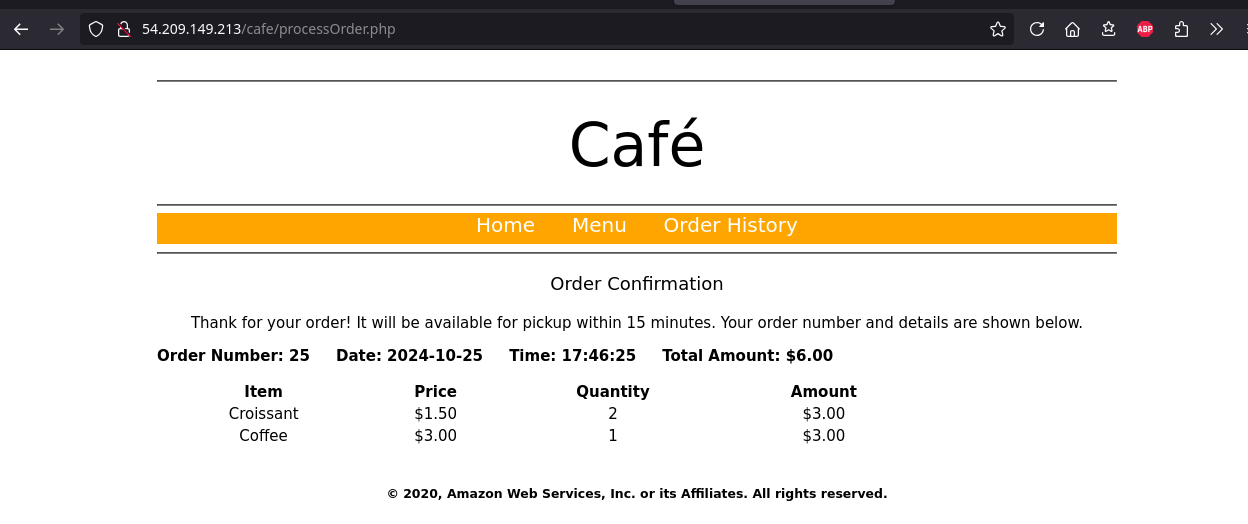 54.209.149.213/cafe/processOrder.php
ABP
Café
Home Menu Order History
Order Confirmation
Thank for your order! It will be available for pickup within 15 minutes. Your order number and details are shown below.
Order Number: 25 Date: 2024-10-25 Time: 17:46:25 Total Amount: $6.00
Item Price Quantity Amount
Croissant $1.50 2 $3.00
Coffee $3.00 1 $3.00
© 2020, Amazon Web Services, Inc. or its Affiliates. All rights reserved.